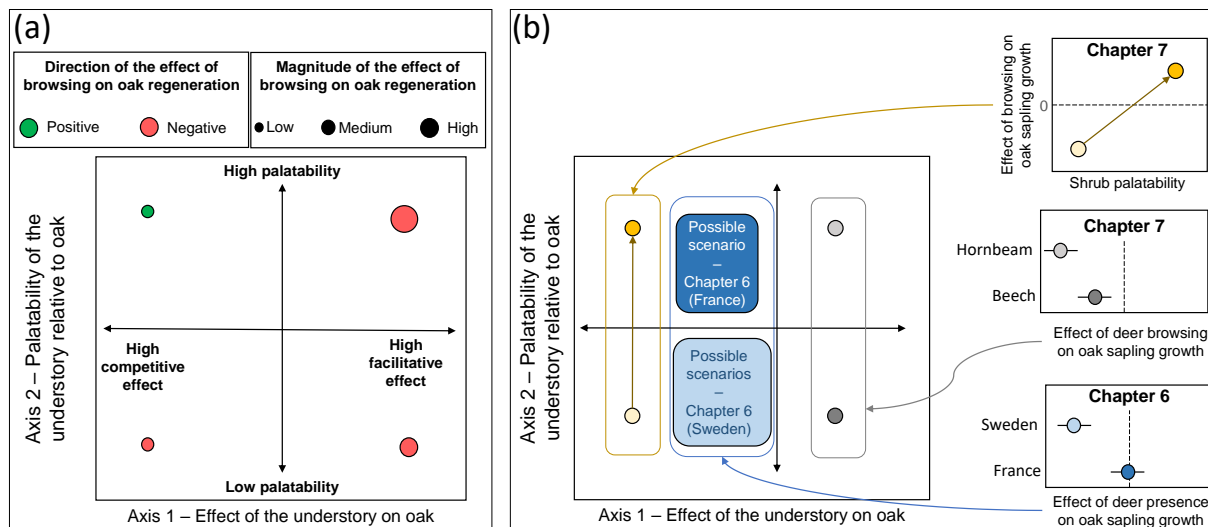 (a)
Direction of the effect of
browsing on oak regeneration
Positive
Negative
Magnitude of the effect of
browsing on oak regeneration
Low
Medium
High
High palatability
High
competitive
effect
High
facilitative
effect
Low palatability
Axis 2 – Palatability of the
understory relative to oak
Axis 1 – Effect of the understory on oak
(b)
Axis 2 – Palatability of the
understory relative to oak
Possible
scenario
–
Chapter 6
(France)
Possible
scenarios
–
Chapter 6
(Sweden)
Axis 1 – Effect of the understory on oak
Chapter 7
Effect of browsing on
oak sapling growth
0
Shrub palatability
Chapter 7
Hornbeam
Beech
Effect of deer browsing
on oak sapling growth
Chapter 6
Sweden
France
Effect of deer presence
on oak sapling growth